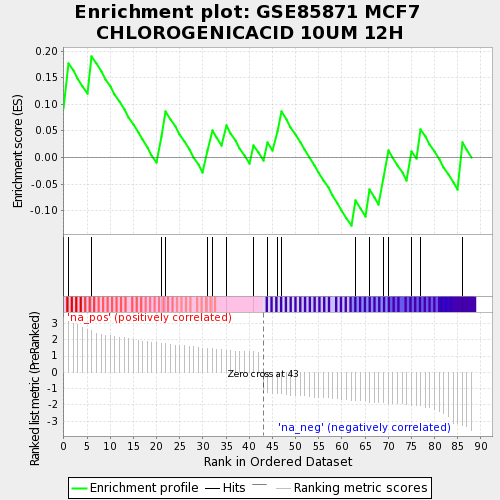 Enrichment plot: GSE85871 MCF7
CHLOROGENICACID 10UM 12H
Enrichment score (ES)
0.20
0.15
0.10
0.05
0.00
-0.05
-0.10
'na_pos' (positively correlated)
Ranked list metric (PreRanked)
3
2
1
0
-1
-2
-3
Zero cross at 43
'na_neg' (negatively correlated)
0 5 10 15 20 25 30 35 40 45 50 55 60 65 70 75 80 85 90
Rank in Ordered Dataset
Enrichment profile Hits Ranking metric scores